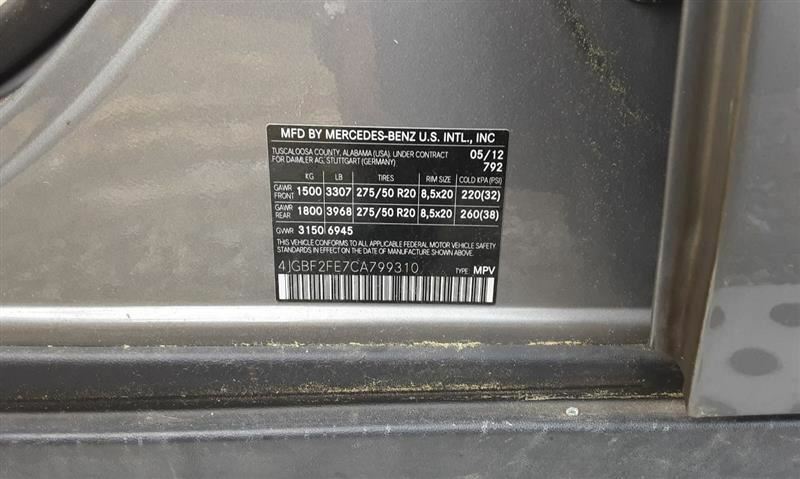 MFD BY MERCEDES-BENZ U.S. INTL., INC
TUSCALOOSA COUNTY, ALABAMA (USA). UNDER CONTRACT 05/12
FOR DAIMLER AG, STUTTGART (GERMANY). 792
KG LB TIRES RIM SIZE COLD KPA (PSI)
GAWR FRONT 1500 3307 275/50 R20 8,5x20 220(32)
GAWR REAR 1800 3968 275/50 R20 8,5x20 260(38)
GVWR 3150 6945
THIS VEHICLE CONFORMS TO ALL APPLICABLE FEDERAL MOTOR VEHICLE SAFETY
STANDARDS IN EFFECT ON THE DATE OF MANUFACTURE SHOWN ABOVE.
4JGBF2FE7CA799310 TYPE: MPV